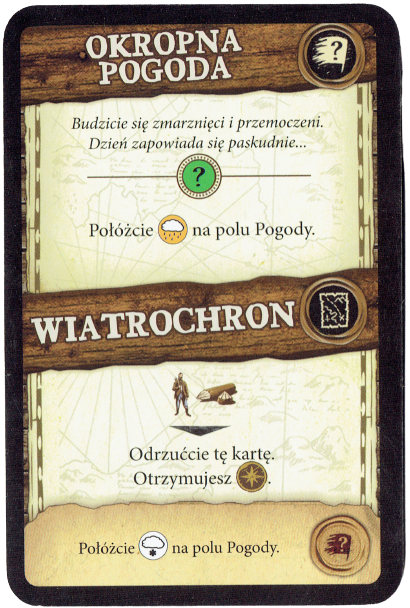 OKROPNA
POGODA
?
Budzicie się zmarznięci i przemoczeni.
Dzień zapowiada się paskudnie...
?
Połóżcie na polu Pogody.
WIATROCHRON
Odrzućcie tę kartę.
Otrzymujesz .
Połóżcie na polu Pogody.
?